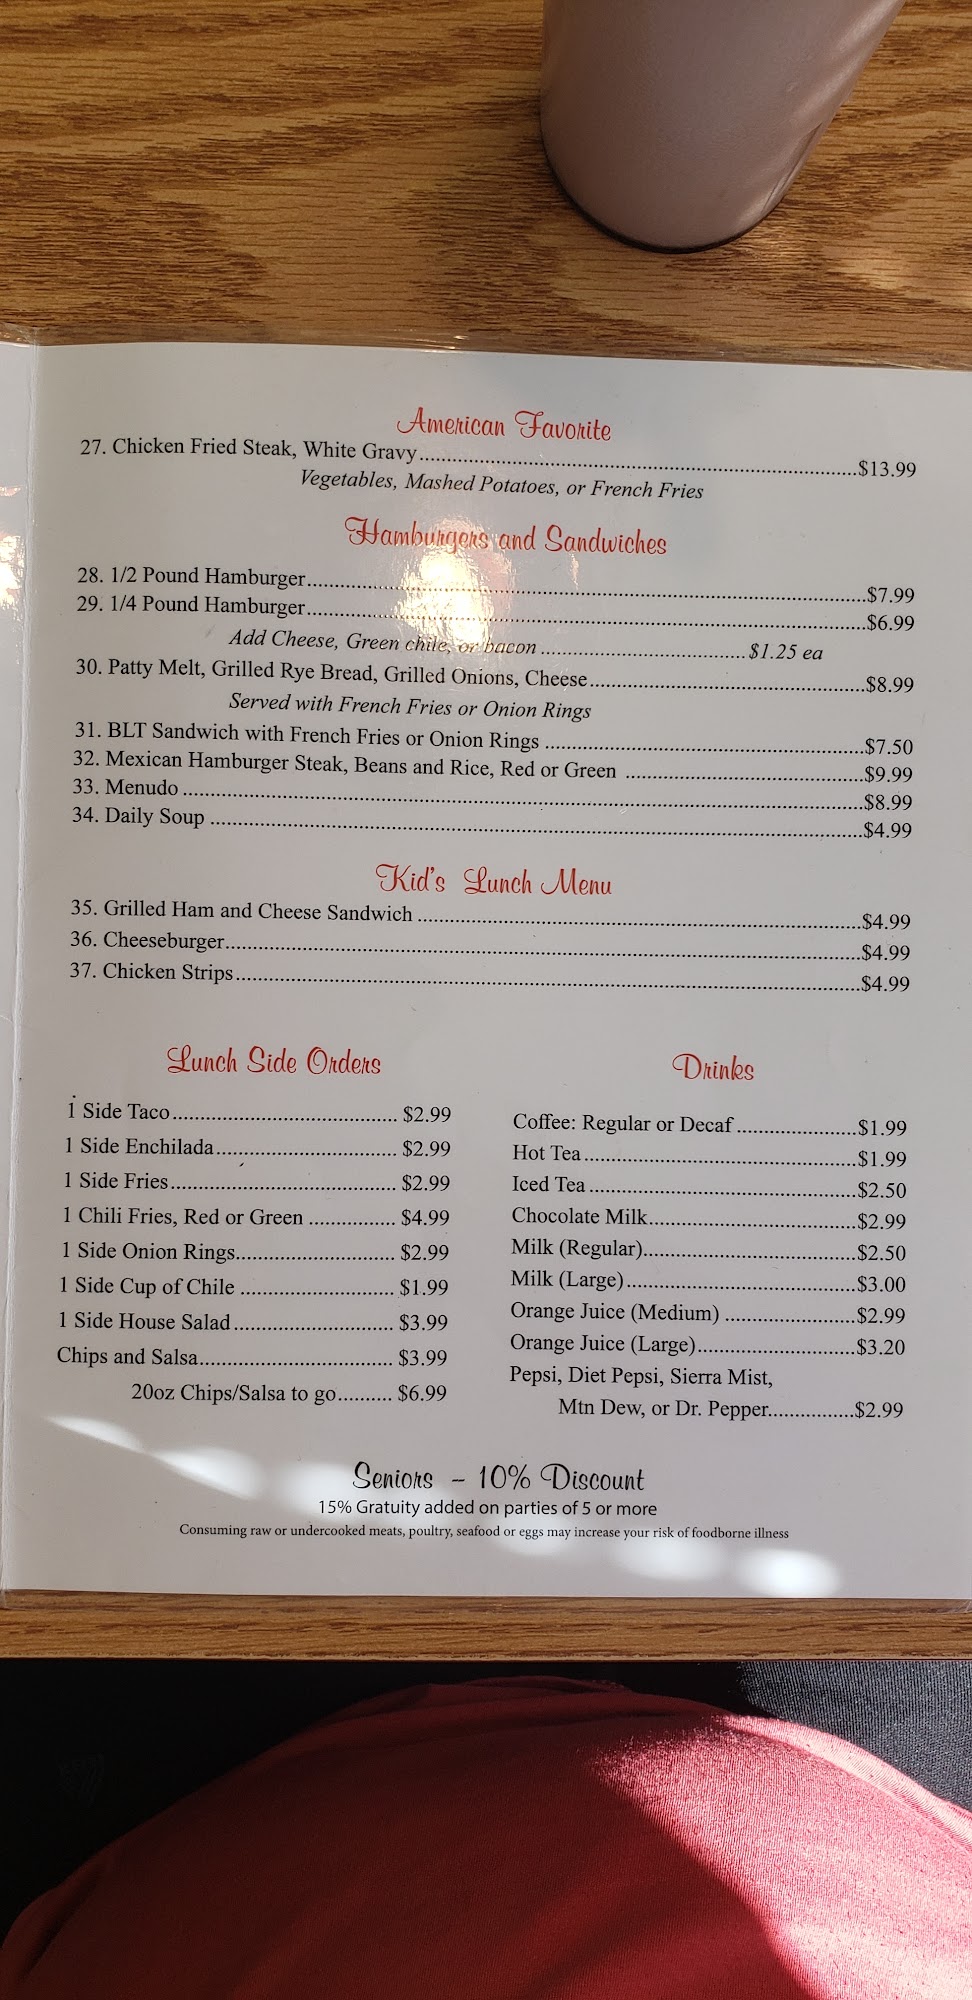 American Favorite
27. Chicken Fried Steak, White Gravy..........$13.99
Vegetables, Mashed Potatoes, or French Fries
Hamburgers and Sandwiches
28. 1/2 Pound Hamburger..........$7.99
29. 1/4 Pound Hamburger..........$6.99
Add Cheese, Green chile, or bacon..........$1.25 ea
30. Patty Melt, Grilled Rye Bread, Grilled Onions, Cheese..........$8.99
Served with French Fries or Onion Rings
31. BLT Sandwich with French Fries or Onion Rings..........$7.50
32. Mexican Hamburger Steak, Beans and Rice, Red or Green..........$9.99
33. Menudo..........$8.99
34. Daily Soup..........$4.99
Kid's Lunch Menu
35. Grilled Ham and Cheese Sandwich..........$4.99
36. Cheeseburger..........$4.99
37. Chicken Strips..........$4.99
Lunch Side Orders
1 Side Taco..........$2.99
1 Side Enchilada..........$2.99
1 Side Fries..........$2.99
1 Chili Fries, Red or Green..........$4.99
1 Side Onion Rings..........$2.99
1 Side Cup of Chile..........$1.99
1 Side House Salad..........$3.99
Chips and Salsa..........$3.99
20oz Chips/Salsa to go..........$6.99
Drinks
Coffee: Regular or Decaf..........$1.99
Hot Tea..........$1.99
Iced Tea..........$2.50
Chocolate Milk..........$2.99
Milk (Regular)..........$2.50
Milk (Large)..........$3.00
Orange Juice (Medium)..........$2.99
Orange Juice (Large)..........$3.20
Pepsi, Diet Pepsi, Sierra Mist,
Mtn Dew, or Dr. Pepper..........$2.99
Seniors - 10% Discount
15% Gratuity added on parties of 5 or more
Consuming raw or undercooked meats, poultry, seafood or eggs may increase your risk of foodborne illness